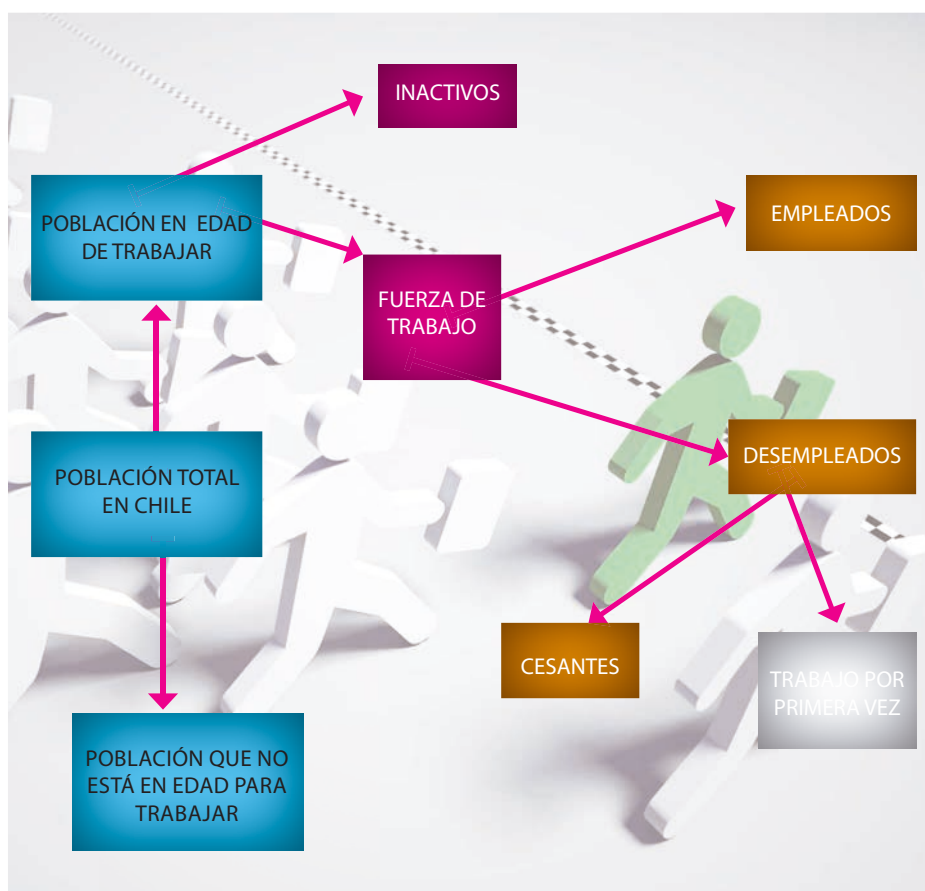 INACTIVOS
POBLACIÓN EN EDAD
DE TRABAJAR
EMPLEADOS
FUERZA DE
TRABAJO
POBLACIÓN TOTAL
EN CHILE
DESEMPLEADOS
CESANTES
TRABAJO POR
PRIMERA VEZ
POBLACIÓN QUE NO
ESTÁ EN EDAD PARA
TRABAJAR